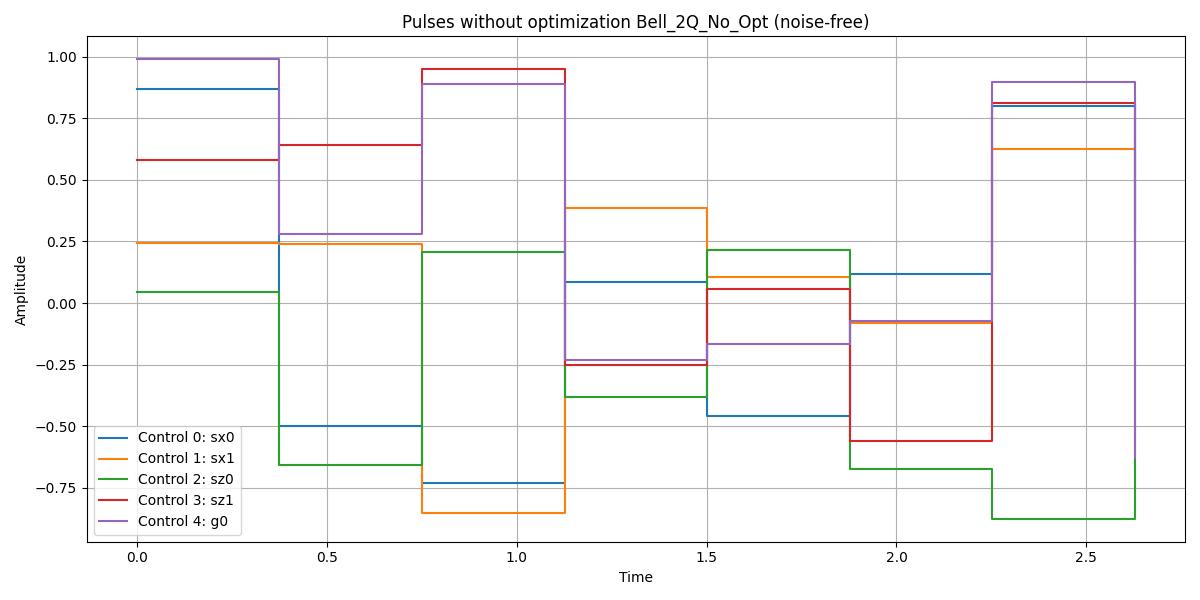 Pulses without optimization Bell_2Q_No_Opt (noise-free)
Amplitude
1.00
0.75
0.50
0.25
0.00
−0.25
−0.50
−0.75
Control 0: sx0
Control 1: sx1
Control 2: sz0
Control 3: sz1
Control 4: g0
0.0 0.5 1.0 1.5 2.0 2.5
Time